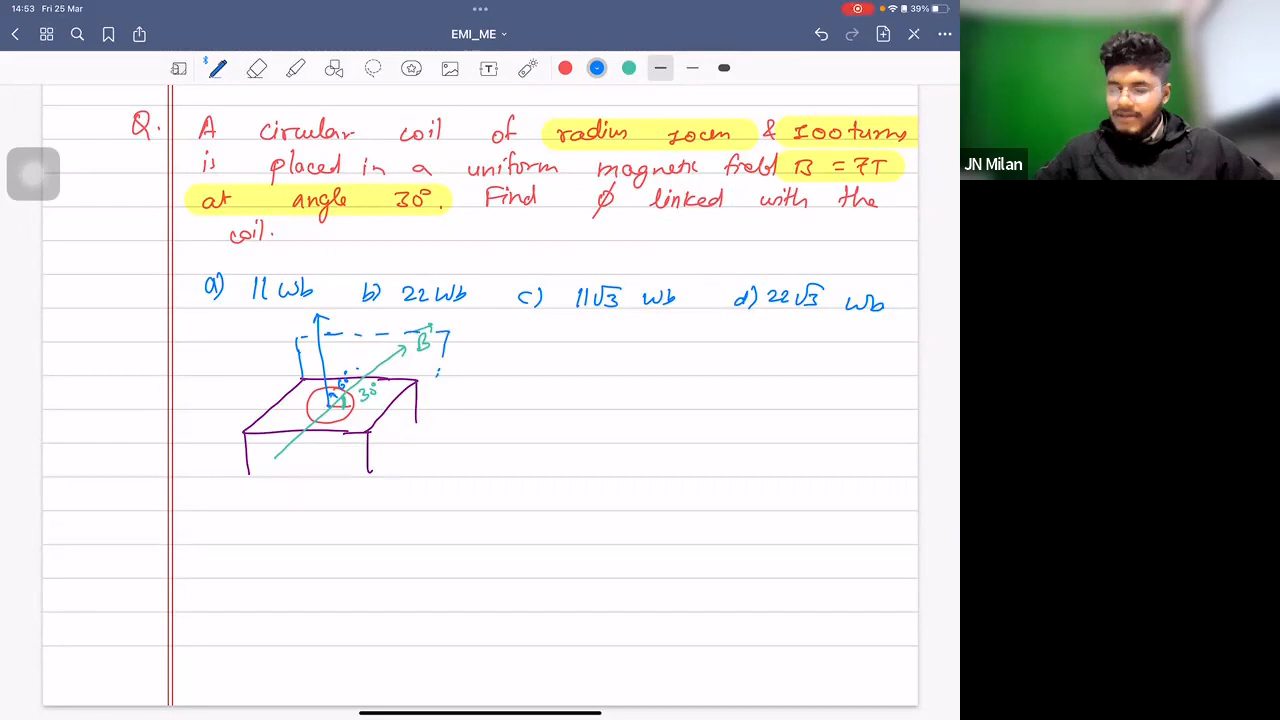 14:53 Fri 25 Mar
39%
EMI_ME
Q. A circular coil of radius 10cm & 100 turns
is placed in a uniform magnetic field B = 7T
at angle 30°. Find ϕ linked with the
coil.
a) 11 Wb b) 22 Wb c) 11√3 Wb d) 22√3 Wb
B
60°
30°
JN Milan